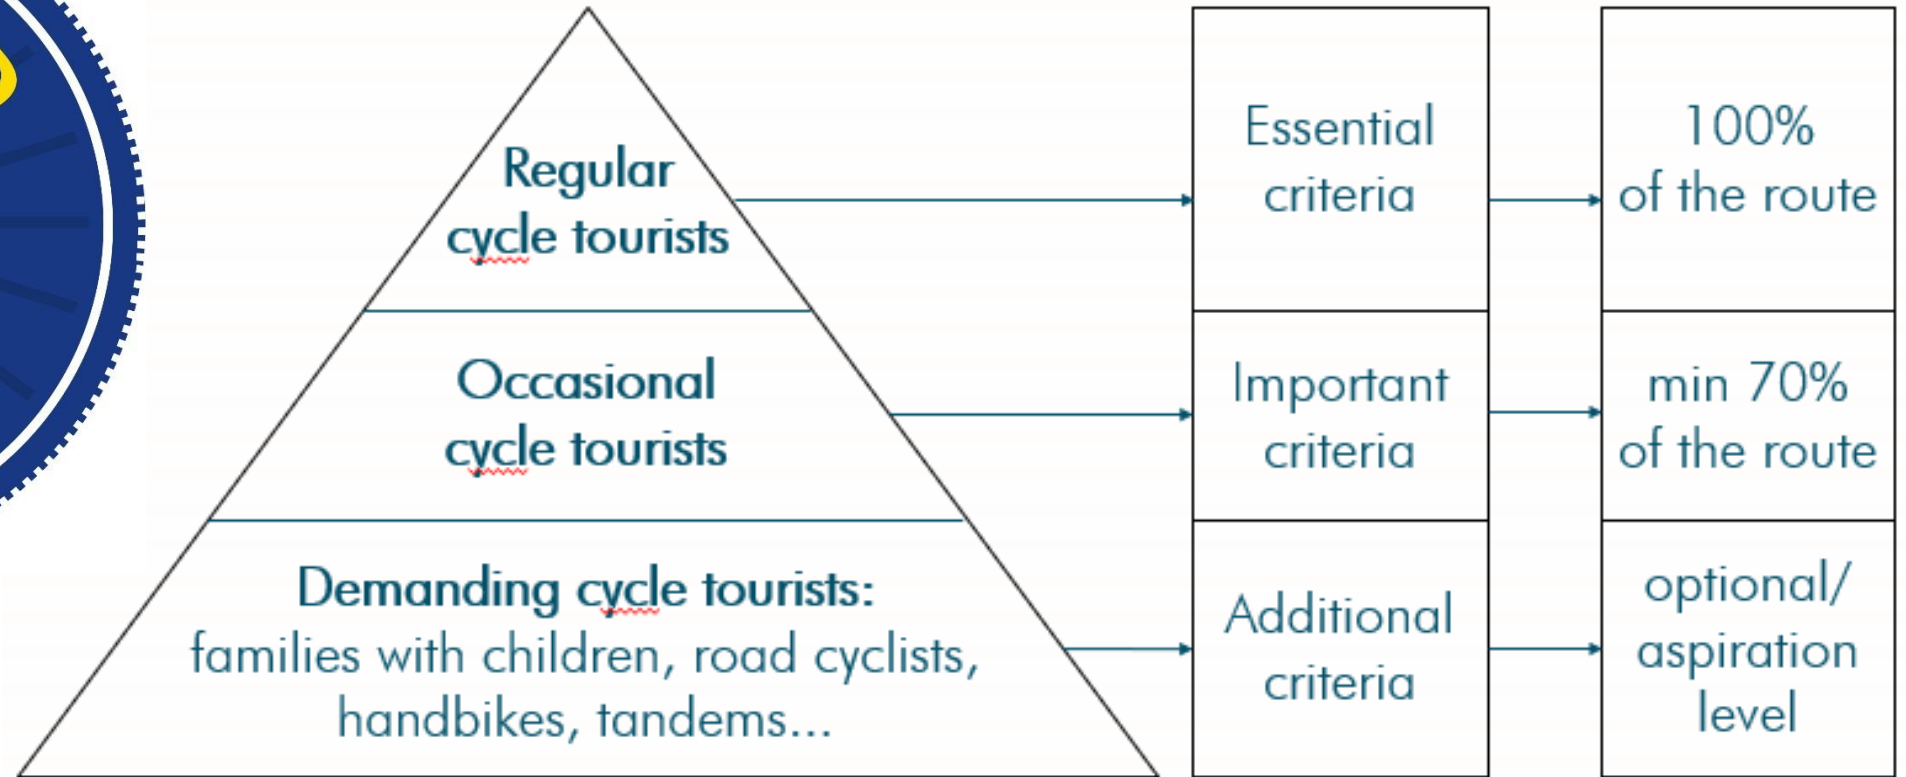 Regular
cycle tourists
Essential
criteria
100%
of the route
Occasional
cycle tourists
Important
criteria
min 70%
of the route
Demanding cycle tourists:
families with children, road cyclists,
handbikes, tandems...
Additional
criteria
optional/
aspiration
level